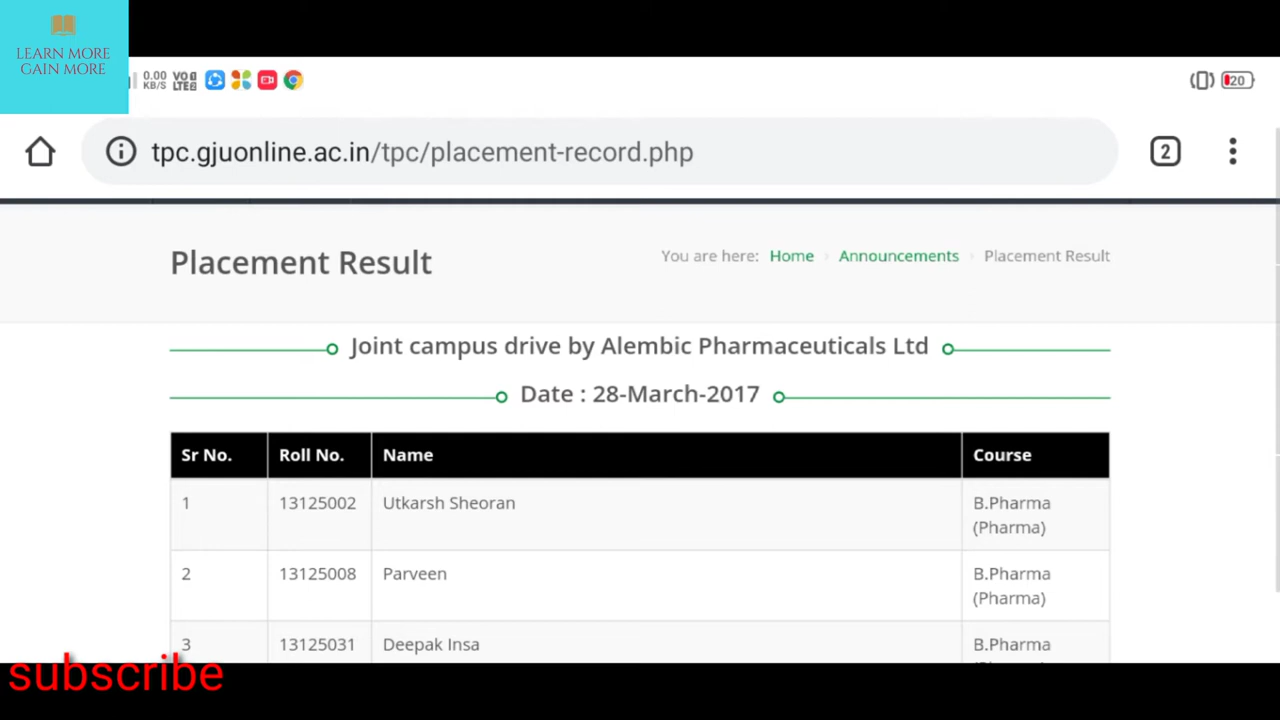 LEARN MORE
GAIN MORE
0.00 KB/S VO LTE 2 20
tpc.gjuonline.ac.in/tpc/placement-record.php 2
Placement Result
You are here: Home › Announcements › Placement Result
Joint campus drive by Alembic Pharmaceuticals Ltd
Date : 28-March-2017
Sr No. Roll No. Name Course
1 13125002 Utkarsh Sheoran B.Pharma
(Pharma)
2 13125008 Parveen B.Pharma
(Pharma)
3 13125031 Deepak Insa B.Pharma
subscribe